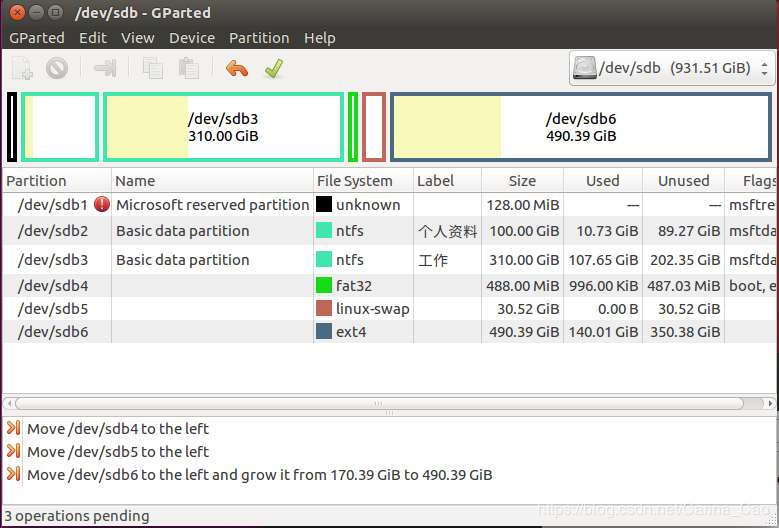 /dev/sdb - GParted
GParted Edit View Device Partition Help
/dev/sdb (931.51 GiB)
/dev/sdb3 /dev/sdb6
310.00 GiB 490.39 GiB
Partition Name File System Label Size Used Unused Flags
/dev/sdb1 Microsoft reserved partition unknown 128.00 MiB --- --- msftres
/dev/sdb2 Basic data partition ntfs 个人资料 100.00 GiB 10.73 GiB 89.27 GiB msftda
/dev/sdb3 Basic data partition ntfs 工作 310.00 GiB 107.65 GiB 202.35 GiB msftda
/dev/sdb4 fat32 488.00 MiB 996.00 KiB 487.03 MiB boot, e
/dev/sdb5 linux-swap 30.52 GiB 0.00 B 30.52 GiB
/dev/sdb6 ext4 490.39 GiB 140.01 GiB 350.38 GiB
Move /dev/sdb4 to the left
Move /dev/sdb5 to the left
Move /dev/sdb6 to the left and grow it from 170.39 GiB to 490.39 GiB
3 operations pending